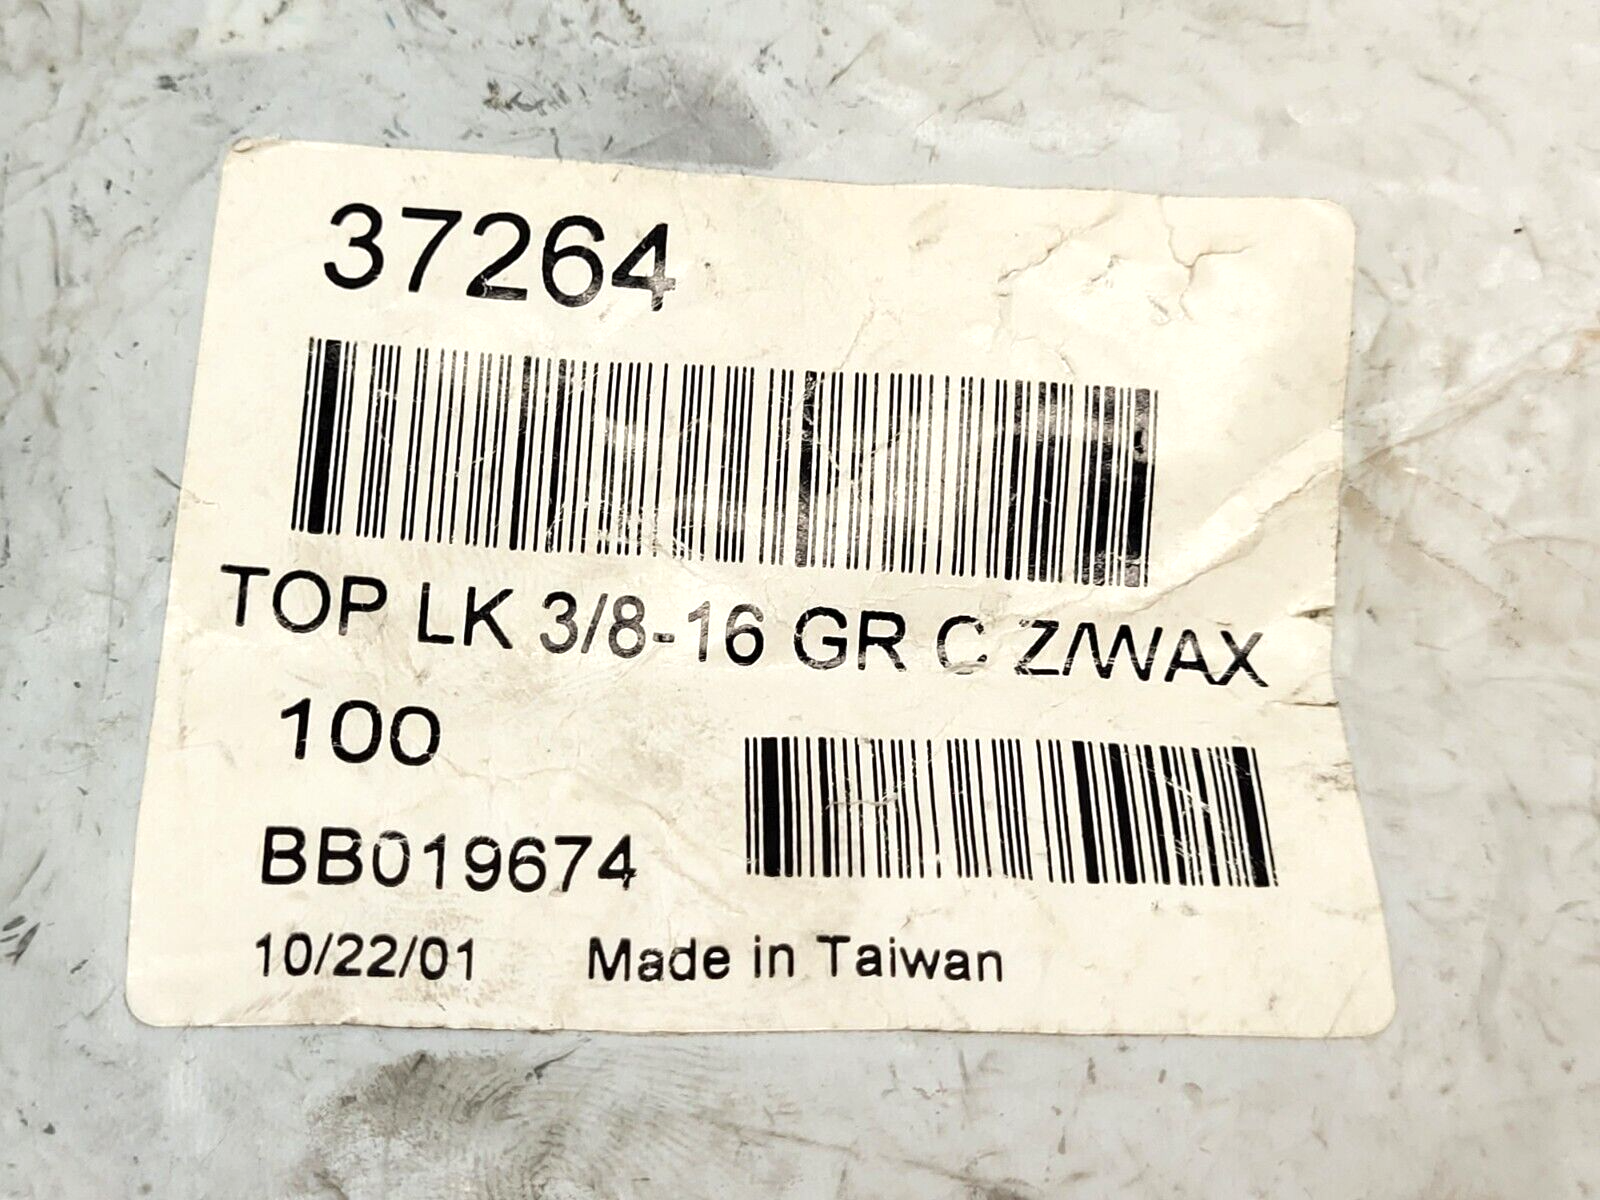 37264
TOP LK 3/8-16 GR C Z/WAX
100
BB019674
10/22/01 Made in Taiwan